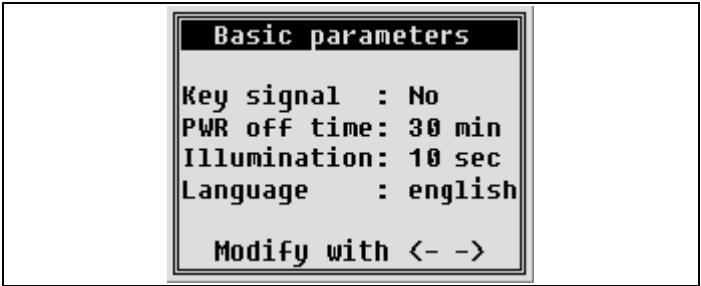 Basic parameters
Key signal : No
PWR off time: 30 min
Illumination: 10 sec
Language : english
Modify with <- ->